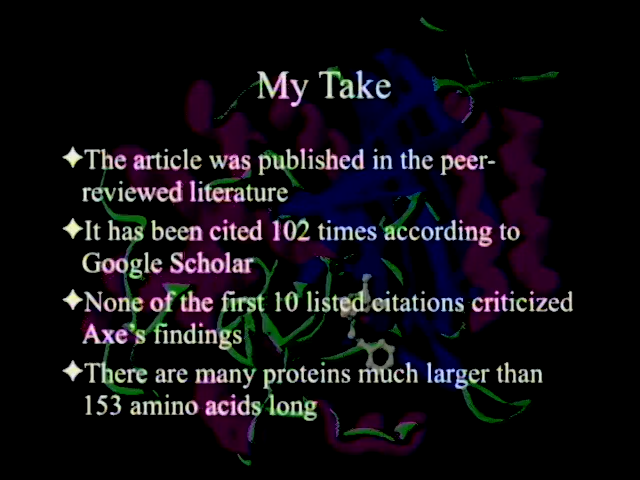 My Take
The article was published in the peer-
reviewed literature
It has been cited 102 times according to
Google Scholar
None of the first 10 listed citations criticized
Axe's findings
There are many proteins much larger than
153 amino acids long